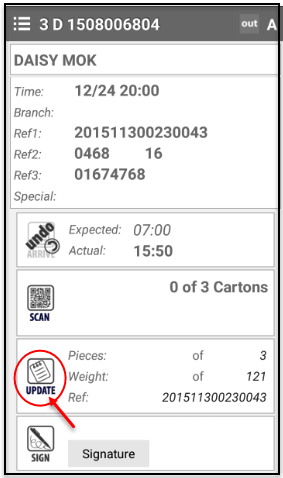 3 D 1508006804 out A
DAISY MOK
Time: 12/24 20:00
Branch:
Ref1: 201511300230043
Ref2: 0468 16
Ref3: 01674768
Special:
undo
ARRIVE
Expected: 07:00
Actual: 15:50
0 of 3 Cartons
SCAN
Pieces: of 3
Weight: of 121
Ref: 201511300230043
UPDATE
SIGN
Signature